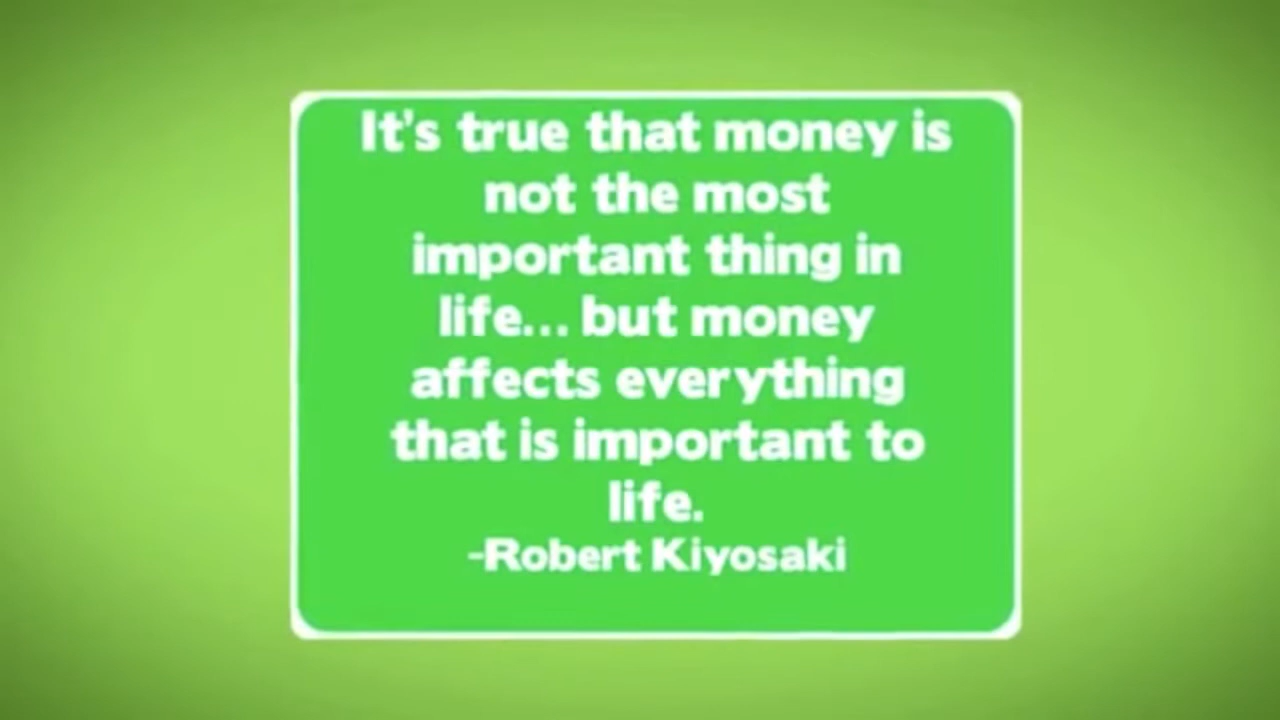 It's true that money is
not the most
important thing in
life... but money
affects everything
that is important to
life.
-Robert Kiyosaki